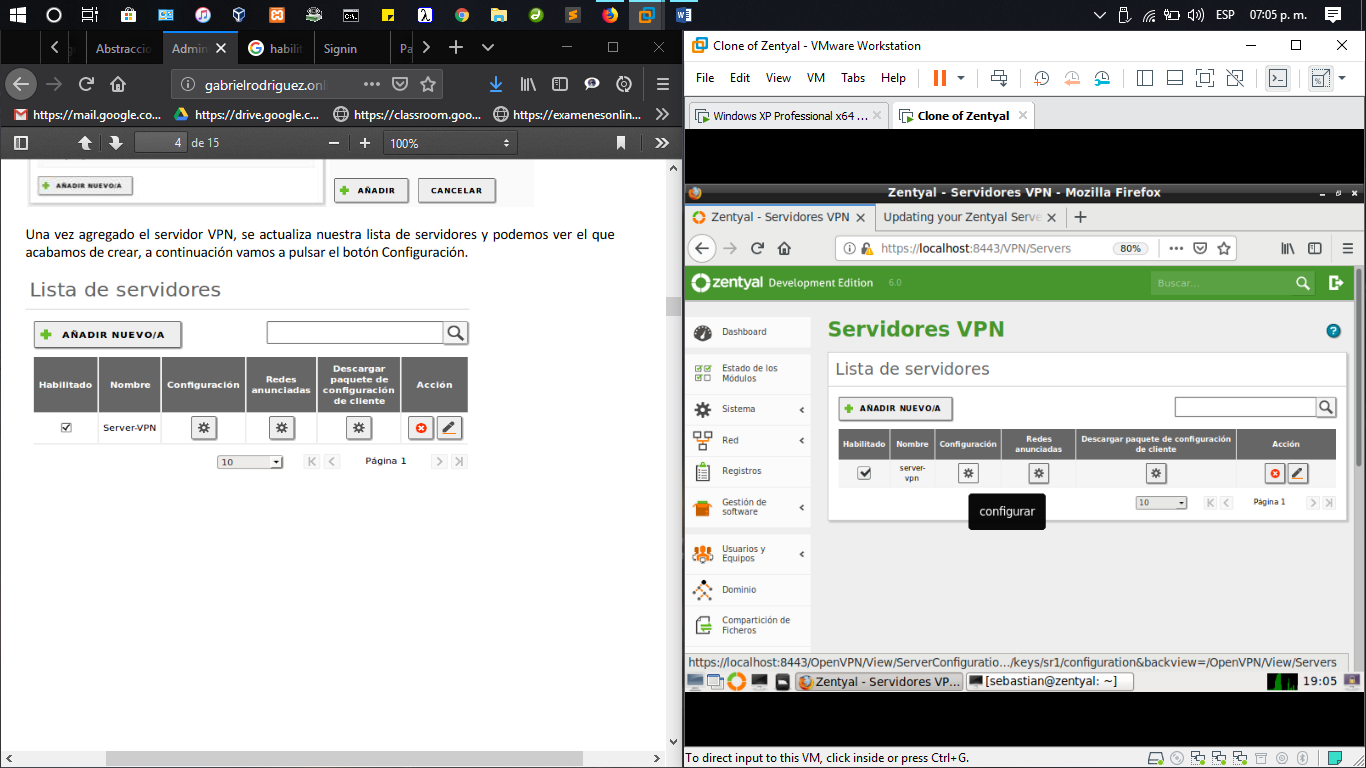 ESP
07:05 p. m.
Abstraccio
Admin
habilit
Signin
Pa
gabrielrodriguez.onl
https://mail.google.co...
https://drive.google.c...
https://classroom.goo...
https://examenesonlin...
4 de 15
100%
AÑADIR NUEVO/A
AÑADIR
CANCELAR
Una vez agregado el servidor VPN, se actualiza nuestra lista de servidores y podemos ver el que
acabamos de crear, a continuación vamos a pulsar el botón Configuración.
Lista de servidores
AÑADIR NUEVO/A
Habilitado
Nombre
Configuración
Redes
anunciadas
Descargar
paquete de
configuración
de cliente
Acción
Server-VPN
10
Página 1
Clone of Zentyal - VMware Workstation
File Edit View VM Tabs Help
Windows XP Professional x64 ...
Clone of Zentyal
Zentyal - Servidores VPN - Mozilla Firefox
Zentyal - Servidores VPN
Updating your Zentyal Serve
https://localhost:8443/VPN/Servers
80%
zentyal Development Edition 6.0
Buscar...
Dashboard
Estado de los
Módulos
Sistema
Red
Registros
Gestión de
software
Usuarios y
Equipos
Dominio
Compartición de
Ficheros
Servidores VPN
Lista de servidores
AÑADIR NUEVO/A
Habilitado
Nombre
Configuración
Redes
anunciadas
Descargar paquete de configuración
de cliente
Acción
server-
vpn
10
Página 1
configurar
https://localhost:8443/OpenVPN/View/ServerConfiguratio.../keys/sr1/configuration&backview=/OpenVPN/View/Servers
Zentyal - Servidores VP...
[sebastian@zentyal: ~]
19:05
To direct input to this VM, click inside or press Ctrl+G.